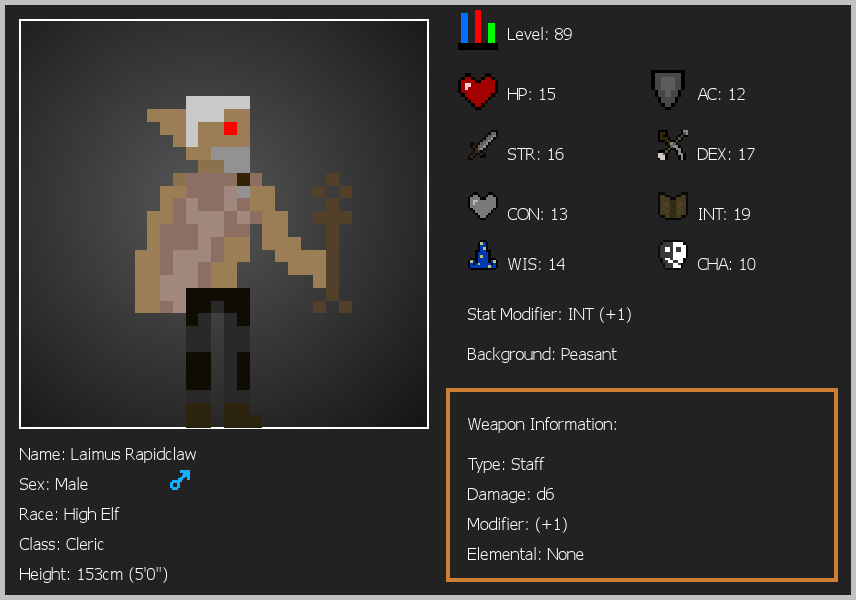 Level: 89
HP: 15
AC: 12
STR: 16
DEX: 17
CON: 13
INT: 19
WIS: 14
CHA: 10
Stat Modifier: INT (+1)
Background: Peasant
Weapon Information:
Type: Staff
Damage: d6
Modifier: (+1)
Elemental: None
Name: Laimus Rapidclaw
Sex: Male
Race: High Elf
Class: Cleric
Height: 153cm (5'0")